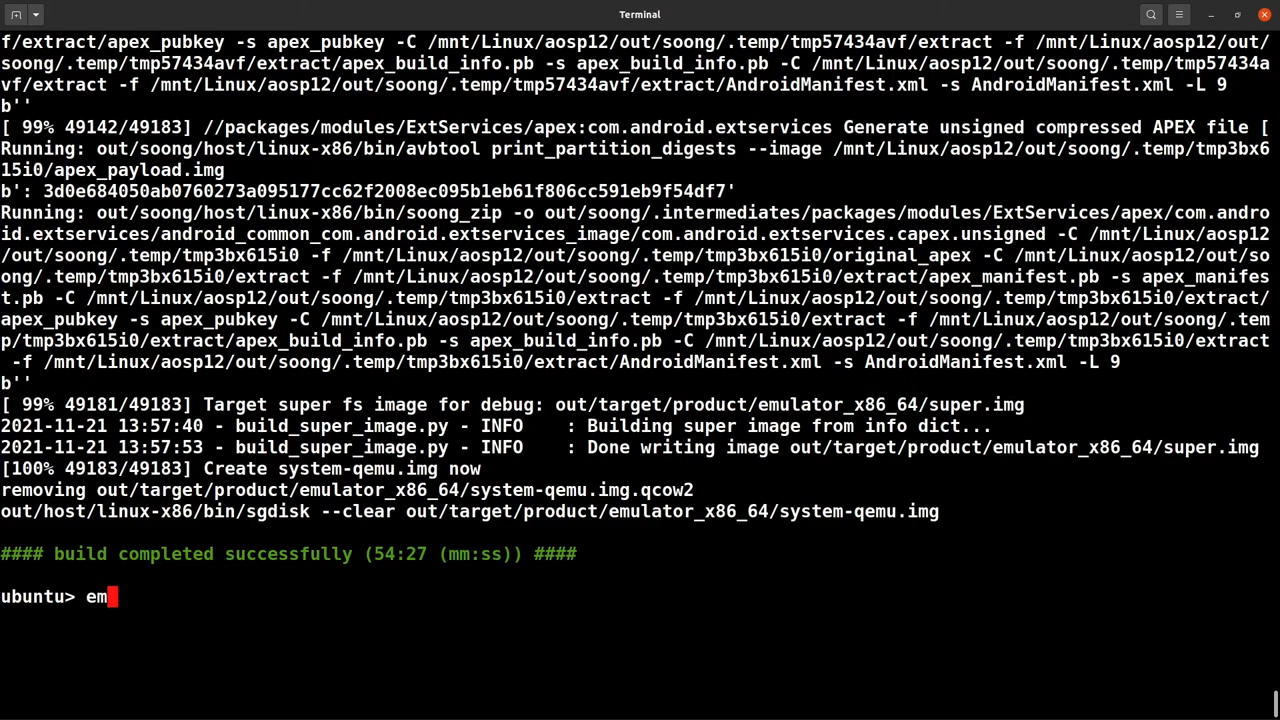 Terminal
f/extract/apex_pubkey -s apex_pubkey -C /mnt/Linux/aosp12/out/soong/.temp/tmp57434avf/extract -f /mnt/Linux/aosp12/out/
soong/.temp/tmp57434avf/extract/apex_build_info.pb -s apex_build_info.pb -C /mnt/Linux/aosp12/out/soong/.temp/tmp57434a
vf/extract -f /mnt/Linux/aosp12/out/soong/.temp/tmp57434avf/extract/AndroidManifest.xml -s AndroidManifest.xml -L 9
b''
[ 99% 49142/49183] //packages/modules/ExtServices/apex:com.android.extservices Generate unsigned compressed APEX file [
Running: out/soong/host/linux-x86/bin/avbtool print_partition_digests --image /mnt/Linux/aosp12/out/soong/.temp/tmp3bx6
15i0/apex_payload.img
b': 3d0e684050ab0760273a095177cc62f2008ec095b1eb61f806cc591eb9f54df7'
Running: out/soong/host/linux-x86/bin/soong_zip -o out/soong/.intermediates/packages/modules/ExtServices/apex/com.andro
id.extservices/android_common_com.android.extservices_image/com.android.extservices.capex.unsigned -C /mnt/Linux/aosp12
/out/soong/.temp/tmp3bx615i0 -f /mnt/Linux/aosp12/out/soong/.temp/tmp3bx615i0/original_apex -C /mnt/Linux/aosp12/out/so
ong/.temp/tmp3bx615i0/extract -f /mnt/Linux/aosp12/out/soong/.temp/tmp3bx615i0/extract/apex_manifest.pb -s apex_manifes
t.pb -C /mnt/Linux/aosp12/out/soong/.temp/tmp3bx615i0/extract -f /mnt/Linux/aosp12/out/soong/.temp/tmp3bx615i0/extract/
apex_pubkey -s apex_pubkey -C /mnt/Linux/aosp12/out/soong/.temp/tmp3bx615i0/extract -f /mnt/Linux/aosp12/out/soong/.tem
p/tmp3bx615i0/extract/apex_build_info.pb -s apex_build_info.pb -C /mnt/Linux/aosp12/out/soong/.temp/tmp3bx615i0/extract
 -f /mnt/Linux/aosp12/out/soong/.temp/tmp3bx615i0/extract/AndroidManifest.xml -s AndroidManifest.xml -L 9
b''
[ 99% 49181/49183] Target super fs image for debug: out/target/product/emulator_x86_64/super.img
2021-11-21 13:57:40 - build_super_image.py - INFO    : Building super image from info dict...
2021-11-21 13:57:53 - build_super_image.py - INFO    : Done writing image out/target/product/emulator_x86_64/super.img
[100% 49183/49183] Create system-qemu.img now
removing out/target/product/emulator_x86_64/system-qemu.img.qcow2
out/host/linux-x86/bin/sgdisk --clear out/target/product/emulator_x86_64/system-qemu.img
#### build completed successfully (54:27 (mm:ss)) ####
ubuntu> em